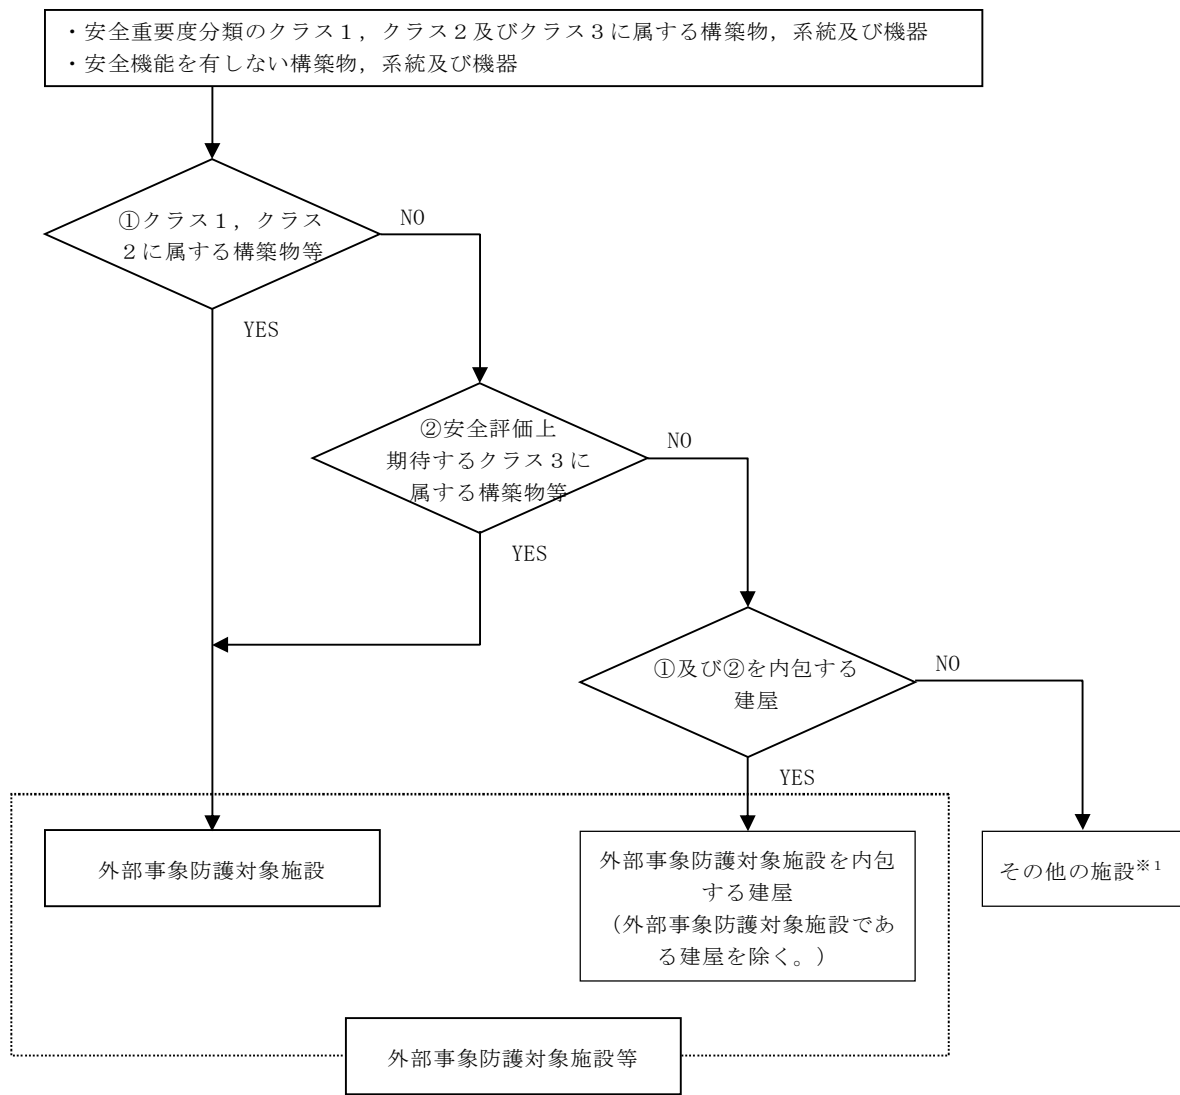 ・安全重要度分類のクラス１，クラス２及びクラス３に属する構築物，系統及び機器
・安全機能を有しない構築物，系統及び機器
①クラス１，クラス
２に属する構築物等
NO
YES
②安全評価上
期待するクラス３に
属する構築物等
NO
YES
①及び②を内包する
建屋
NO
YES
外部事象防護対象施設
外部事象防護対象施設を内包
する建屋
（外部事象防護対象施設であ
る建屋を除く。）
その他の施設※１
外部事象防護対象施設等